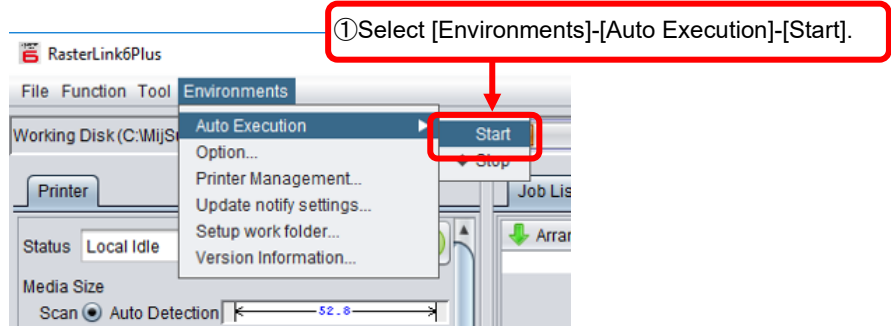 ①Select [Environments]-[Auto Execution]-[Start].
RasterLink6Plus
File Function Tool Environments
Working Disk (C:\MijSu
Auto Execution
Start
Option...
Stop
Printer Management...
Printer
Job Lis
Update notify settings...
Setup work folder...
Arran
Status Local Idle
Version Information...
Media Size
Scan Auto Detection 52.8